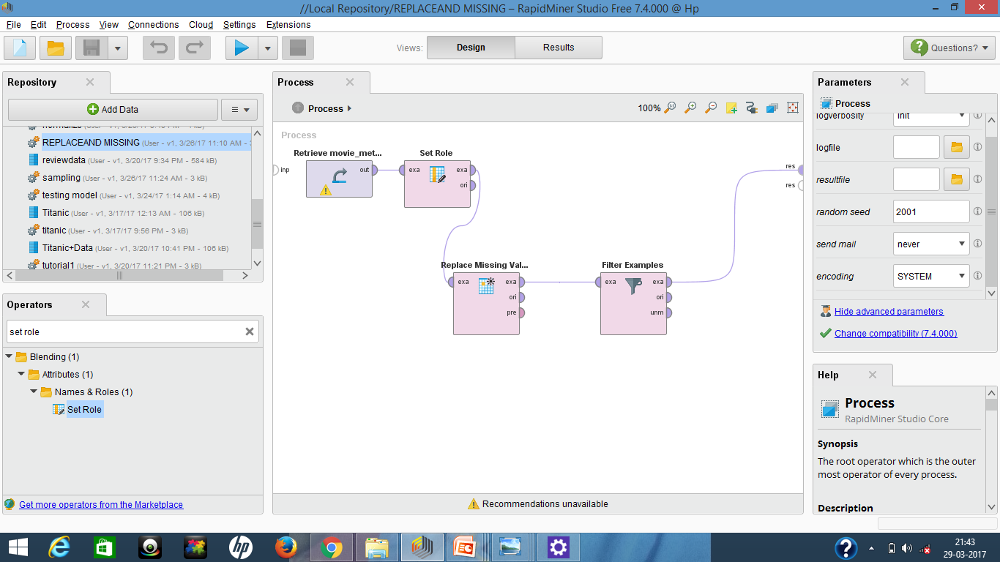 //Local Repository/REPLACEAND MISSING – RapidMiner Studio Free 7.4.000 @ Hp
File Edit Process View Connections Cloud Settings Extensions
Views: Design Results Questions?
Repository
Add Data
normalize
REPLACEAND MISSING (User - v1, 3/26/17 11:10 AM - 3
reviewdata (User - v1, 3/20/17 9:34 PM - 584 kB)
sampling (User - v1, 3/26/17 11:24 AM - 3 kB)
testing model (User - v1, 3/24/17 1:14 AM - 4 kB)
Titanic (User - v1, 3/17/17 12:13 AM - 106 kB)
titanic (User - v1, 3/17/17 9:56 PM - 3 kB)
Titanic+Data (User - v1, 3/20/17 10:41 PM - 106 kB)
tutorial1 (User - v1, 3/20/17 11:21 PM - 3 kB)
Operators
set role
Blending (1)
Attributes (1)
Names & Roles (1)
Set Role
Get more operators from the Marketplace
Process
Process
100%
Process
inp
Retrieve movie_met...
out
Set Role
exa exa
ori
Replace Missing Val...
exa exa
ori
pre
Filter Examples
exa exa
ori
unm
res
res
Recommendations unavailable
Parameters
Process
logverbosity init
logfile
resultfile
random seed 2001
send mail never
encoding SYSTEM
Hide advanced parameters
Change compatibility (7.4.000)
Help
Process
RapidMiner Studio Core
Synopsis
The root operator which is the outer
most operator of every process.
Description
21:43
29-03-2017